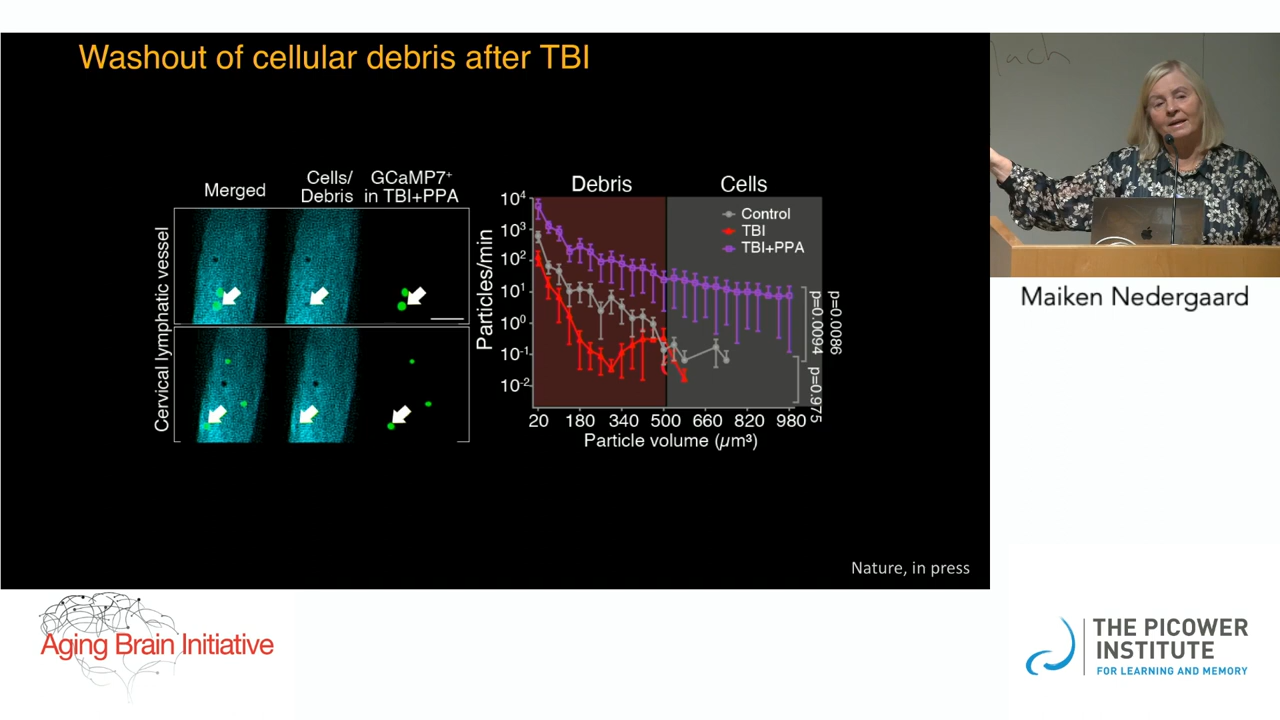 Washout of cellular debris after TBI
Merged
Cells/
Debris
GCaMP7⁺
in TBI+PPA
Cervical lymphatic vessel
Debris
Cells
Control
TBI
TBI+PPA
Particles/min
10⁴
10³
10²
10¹
10⁰
10⁻¹
10⁻²
20 180 340 500 660 820 980
Particle volume (µm³)
p=0.0094
p=0.0086
p=0.975
Nature, in press
Maiken Nedergaard
Aging Brain Initiative
THE PICOWER
INSTITUTE
FOR LEARNING AND MEMORY